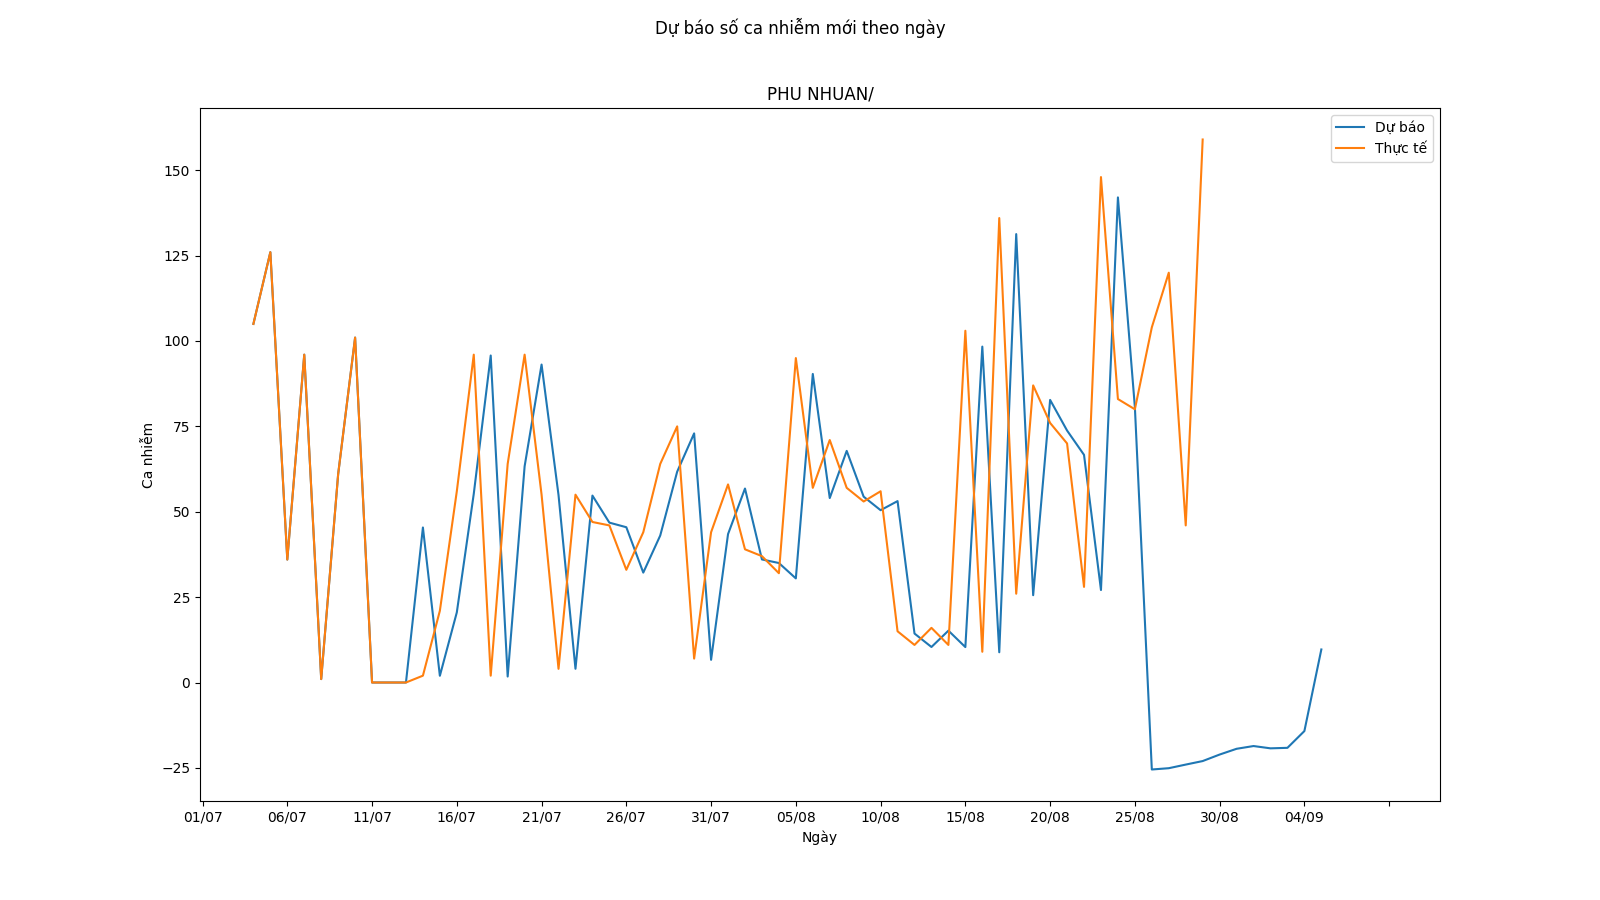 Dự báo số ca nhiễm mới theo ngày
PHU NHUAN/
Dự báo
Thực tế
150
125
100
75
50
25
0
−25
Ca nhiễm
01/07 06/07 11/07 16/07 21/07 26/07 31/07 05/08 10/08 15/08 20/08 25/08 30/08 04/09
Ngày